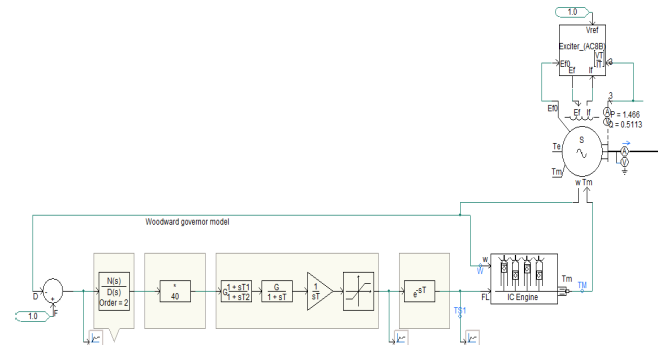 1.0
Vref
Exciter_(AC8B)
VT
Ef0
Ef If
3
Ef0
Ef If
A
P = 1.466
V
Q = 0.5113
S
Te
A
V
Tm
w Tm
Woodward governor model
w
W
Tm
TM
FL
IC Engine
D
-
+
F
1.0
N(s)
D(s)
Order = 2
*
40
G 1 + sT1
1 + sT2
G
1 + sT
1
sT
e-sT
TS1